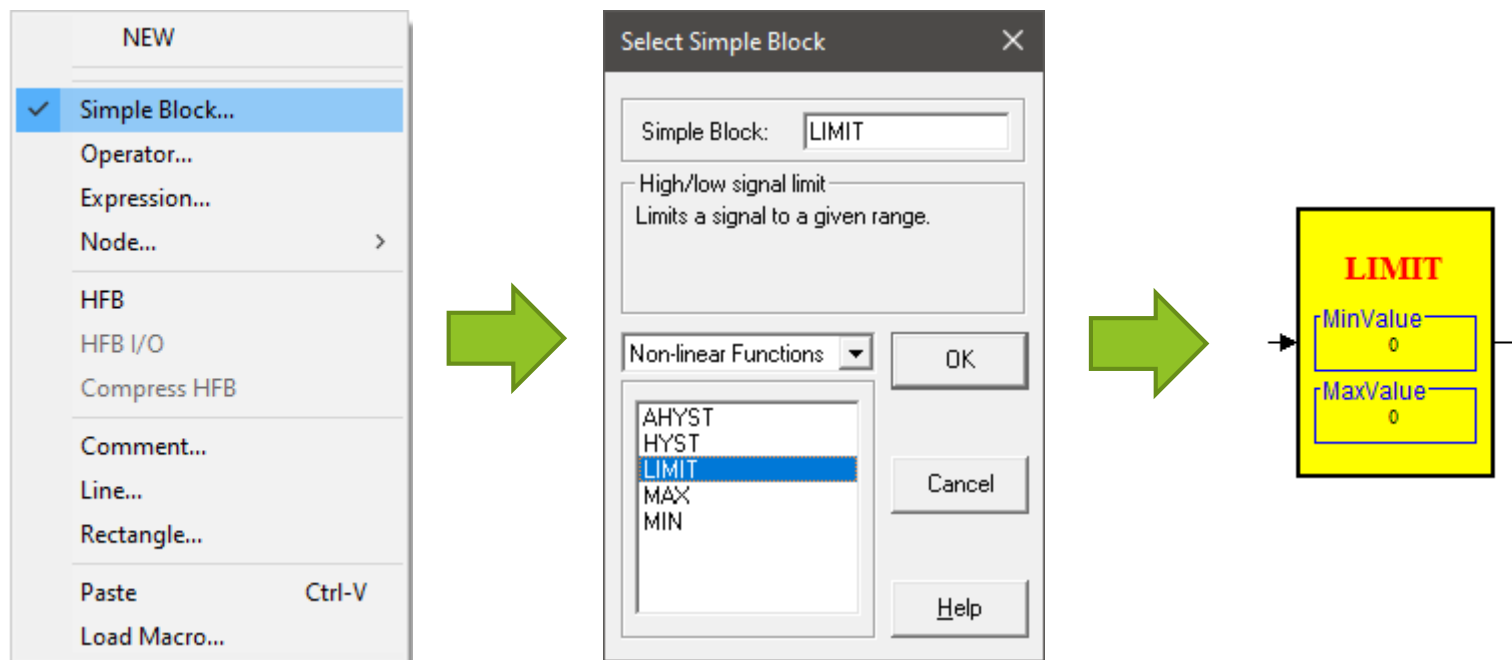 NEW
Simple Block...
Operator...
Expression...
Node...
HFB
HFB I/O
Compress HFB
Comment...
Line...
Rectangle...
Paste Ctrl-V
Load Macro...
Select Simple Block
Simple Block: LIMIT
High/low signal limit
Limits a signal to a given range.
Non-linear Functions
OK
AHYST
HYST
LIMIT
MAX
MIN
Cancel
Help
LIMIT
MinValue
0
MaxValue
0